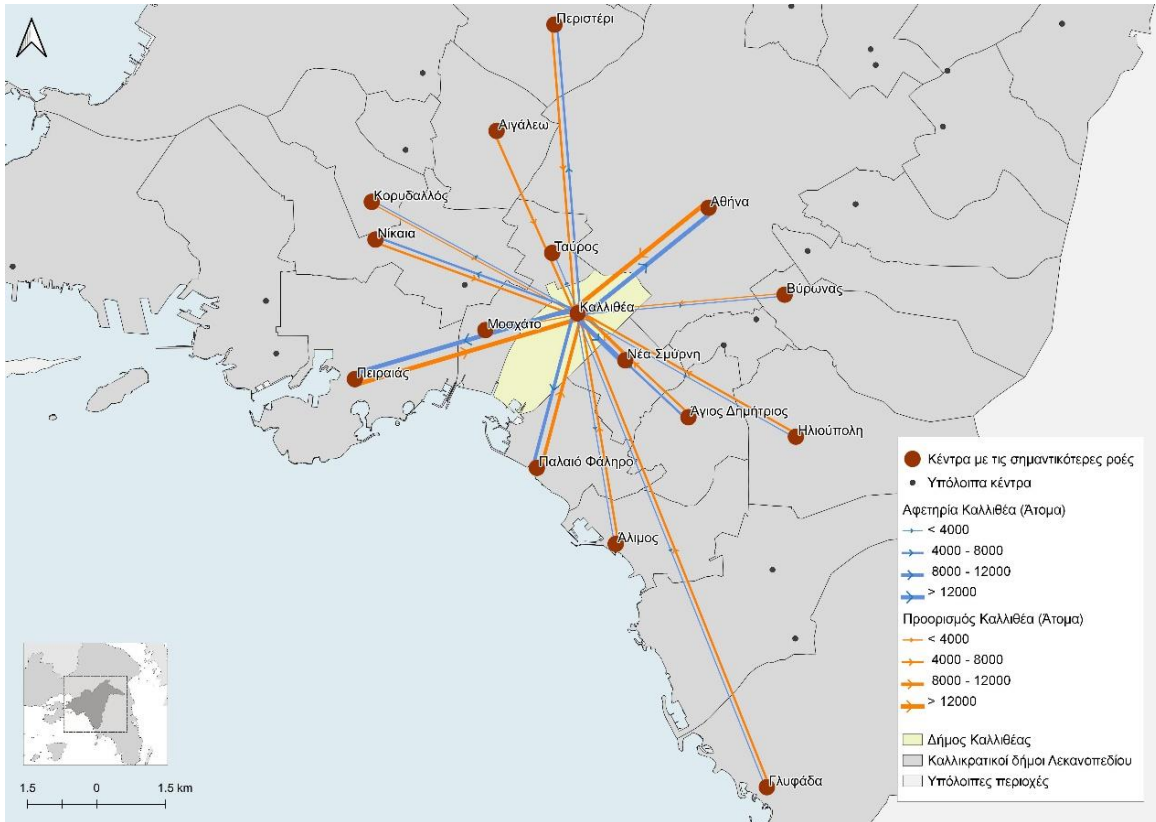 Περιστέρι
Αιγάλεω
Κορυδαλλός
Αθήνα
Νίκαια
Ταύρος
Βύρωνας
Καλλιθέα
Μοσχάτο
Νέα Σμύρνη
Πειραιάς
Άγιος Δημήτριος
Ηλιούπολη
Παλαιό Φάληρο
Άλιμος
Γλυφάδα
Κέντρα με τις σημαντικότερες ροές
Υπόλοιπα κέντρα
Αφετηρία Καλλιθέα (Άτομα)
< 4000
4000 - 8000
8000 - 12000
> 12000
Προορισμός Καλλιθέα (Άτομα)
< 4000
4000 - 8000
8000 - 12000
> 12000
Δήμος Καλλιθέας
Καλλικρατικοί δήμοι Λεκανοπεδίου
Υπόλοιπες περιοχές
1.5 0 1.5 km